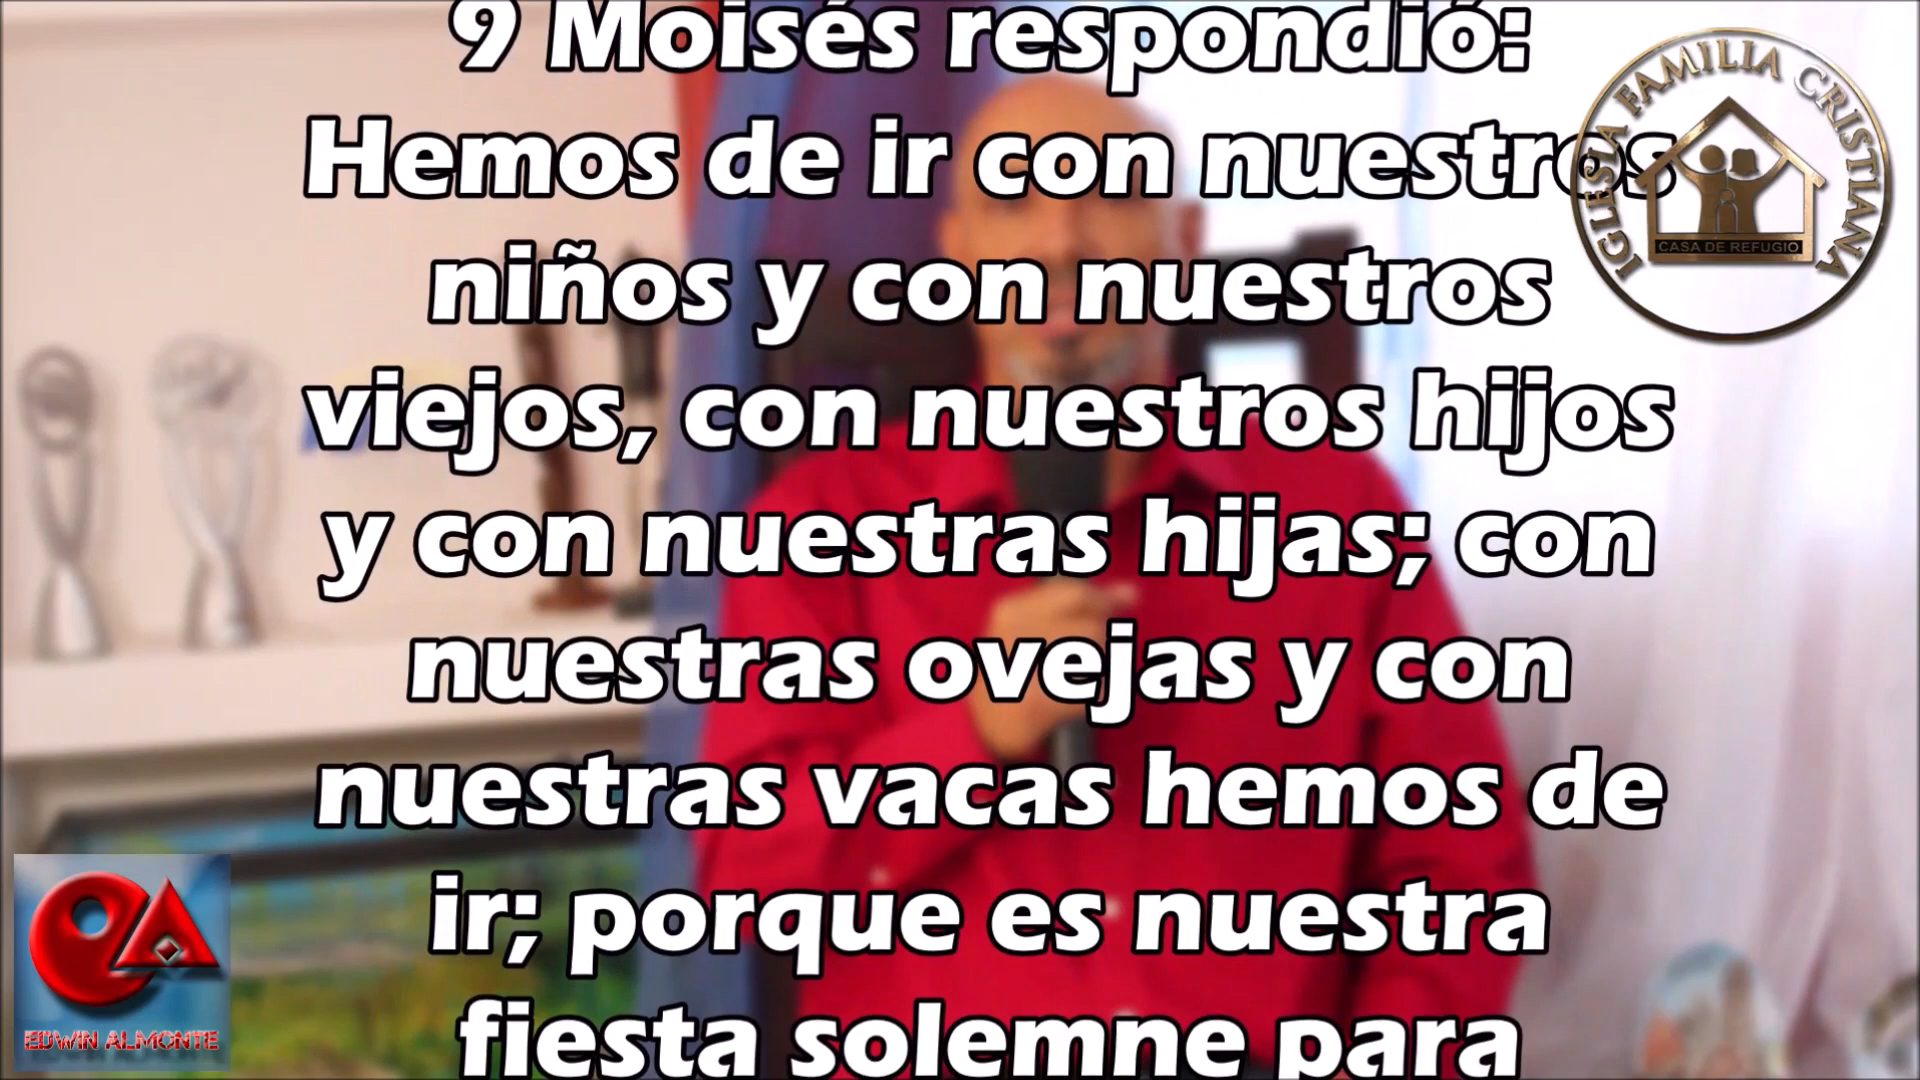 9 Moisés respondió:
Hemos de ir con nuestros
niños y con nuestros
viejos, con nuestros hijos
y con nuestras hijas; con
nuestras ovejas y con
nuestras vacas hemos de
ir; porque es nuestra
fiesta solemne para
IGLESIA FAMILIA CRISTIANA
CASA DE REFUGIO
EDWIN ALMONTE